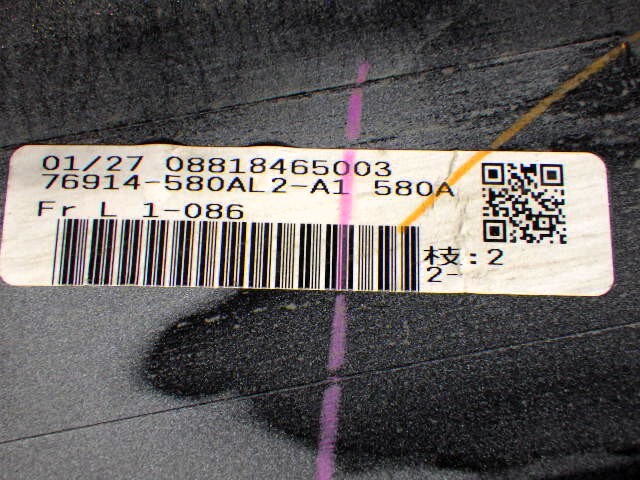 01/27 08818465003
76914-580AL2-A1 580A
Fr L 1-086
枝:2
2-